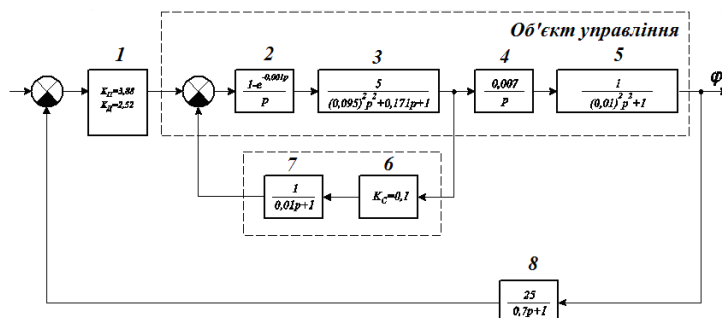 Об'єкт управління
1
2
3
4
5
K_П=3,88
K_Д=2,52
1-e^-0,001p
p
5
(0,095)^2 p^2+0,171p+1
0,007
p
1
(0,01)^2 p^2+1
φ
7
6
1
0,01p+1
K_C=0,1
8
25
0,7p+1